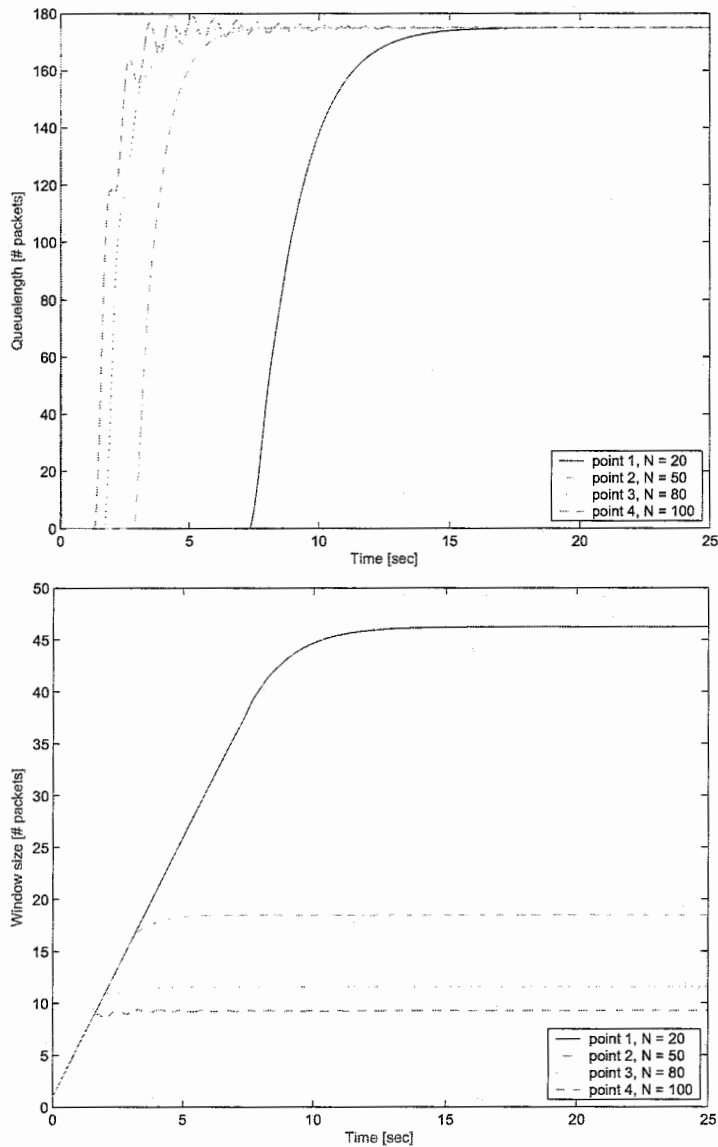 180
160
140
120
100
80
60
40
20
0
Queuelength [# packets]
point 1, N = 20
point 2, N = 50
point 3, N = 80
point 4, N = 100
0 5 10 15 20 25
Time [sec]
50
45
40
35
30
25
20
15
10
5
0
Window size [# packets]
point 1, N = 20
point 2, N = 50
point 3, N = 80
point 4, N = 100
0 5 10 15 20 25
Time [sec]